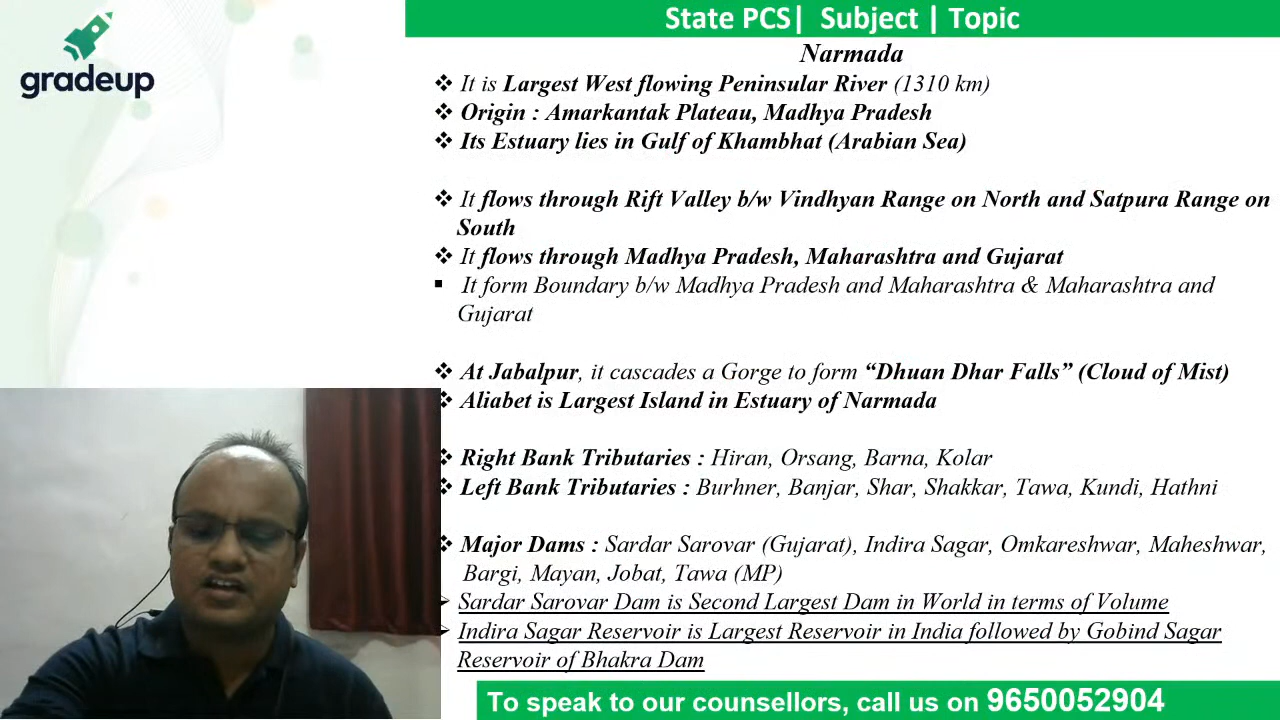 gradeup
State PCS| Subject | Topic
Narmada
❖ It is Largest West flowing Peninsular River (1310 km)
❖ Origin : Amarkantak Plateau, Madhya Pradesh
❖ Its Estuary lies in Gulf of Khambhat (Arabian Sea)
❖ It flows through Rift Valley b/w Vindhyan Range on North and Satpura Range on
South
❖ It flows through Madhya Pradesh, Maharashtra and Gujarat
▪ It form Boundary b/w Madhya Pradesh and Maharashtra & Maharashtra and
Gujarat
❖ At Jabalpur, it cascades a Gorge to form “Dhuan Dhar Falls” (Cloud of Mist)
❖ Aliabet is Largest Island in Estuary of Narmada
❖ Right Bank Tributaries : Hiran, Orsang, Barna, Kolar
❖ Left Bank Tributaries : Burhner, Banjar, Shar, Shakkar, Tawa, Kundi, Hathni
❖ Major Dams : Sardar Sarovar (Gujarat), Indira Sagar, Omkareshwar, Maheshwar,
Bargi, Mayan, Jobat, Tawa (MP)
➢ Sardar Sarovar Dam is Second Largest Dam in World in terms of Volume
➢ Indira Sagar Reservoir is Largest Reservoir in India followed by Gobind Sagar
Reservoir of Bhakra Dam
To speak to our counsellors, call us on 9650052904